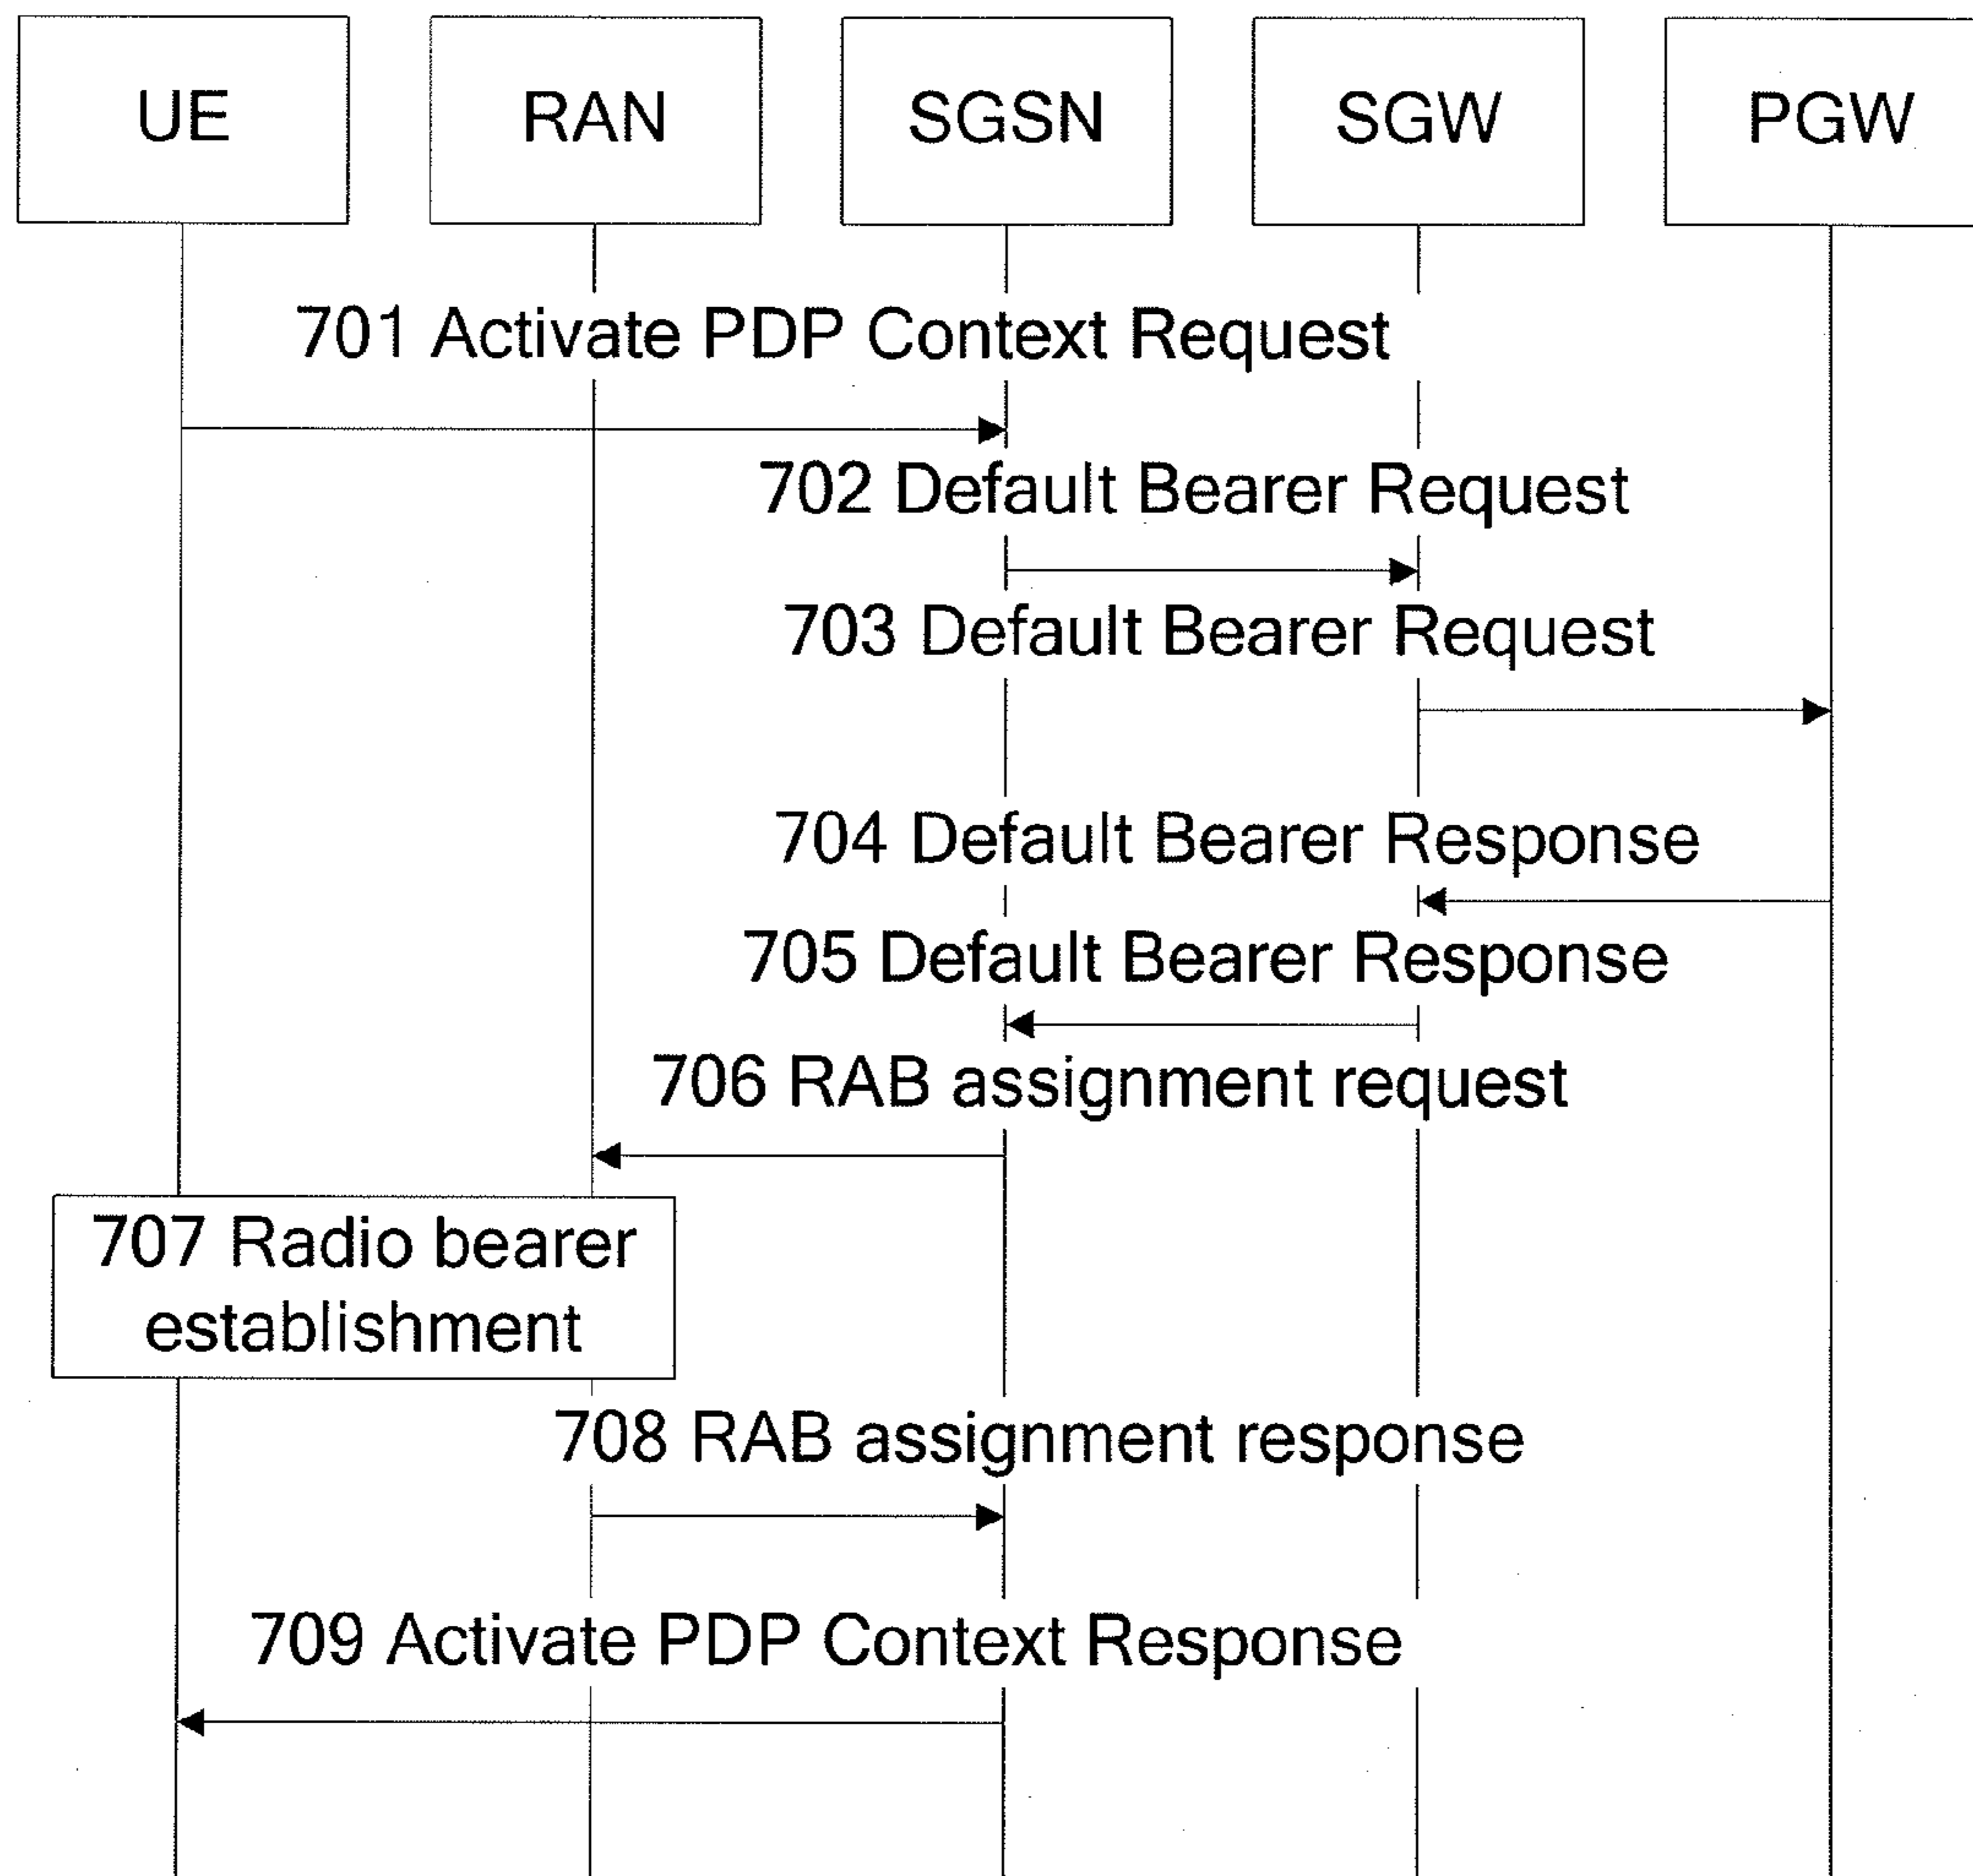 UE
RAN
SGSN
SGW
PGW
701 Activate PDP Context Request
702 Default Bearer Request
703 Default Bearer Request
704 Default Bearer Response
705 Default Bearer Response
706 RAB assignment request
707 Radio bearer
establishment
708 RAB assignment response
709 Activate PDP Context Response